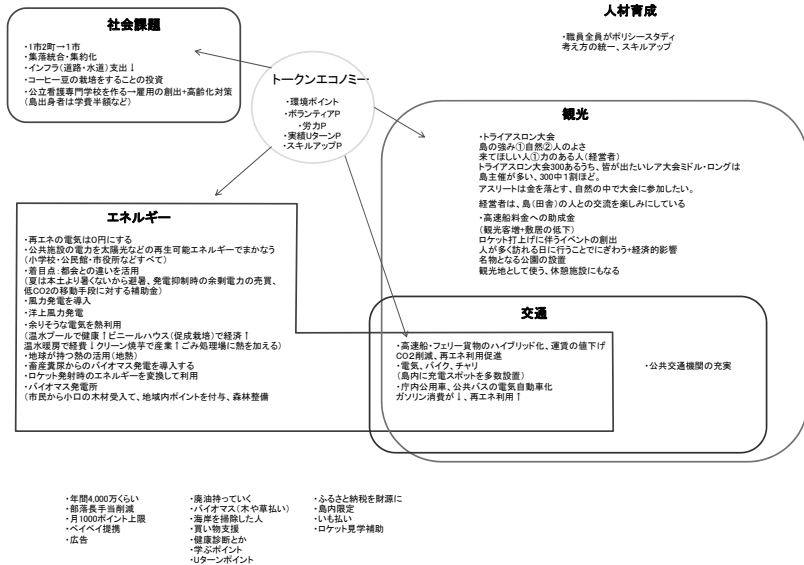 社会課題
・1市2町→1市
・集落統合・集約化
・インフラ(道路・水道)支出↓
・コーヒー豆の栽培をすることの投資
・公立看護専門学校を作る→雇用の創出+高齢化対策
(島出身者は学費半額など)
人材育成
・職員全員がポリシースタディ
考え方の統一、スキルアップ
トークンエコノミー
・環境ポイント
・ボランティアP
・労力P
・実績UターンP
・スキルアップP
観光
・トライアスロン大会
島の強み①自然②人のよさ
来てほしい人①力のある人(経営者)
トライアスロン大会300あるうち、皆が出たいレア大会ミドル・ロングは
島主催が多い、300中1割ほど。
アスリートは金を落とす、自然の中で大会に参加したい。
経営者は、島(田舎)の人との交流を楽しみにしている
・高速船料金への助成金
(観光客増+敷居の低下)
ロケット打上げに伴うイベントの創出
人が多く訪れる日に行うことでにぎわう+経済的影響
名物となる公園の設置
観光地として使う、休憩施設にもなる
エネルギー
・再エネの電気は0円にする
・公共施設の電力を太陽光などの再生可能エネルギーでまかなう
(小学校・公民館・市役所などすべて)
・着目点:都会との違いを活用
(夏は本土より暑くないから避暑、発電抑制時の余剰電力の売買、
低CO2の移動手段に対する補助金)
・風力発電を導入
・洋上風力発電
・余りそうな電気を熱利用
(温水プールで健康↑ビニールハウス(促成栽培)で経済↑
温水暖房で経費↓クリーン焼芋で産業↑ごみ処理場に熱を加える)
・地球が持つ熱の活用(地熱)
・畜産糞尿からのバイオマス発電を導入する
・ロケット発射時のエネルギーを変換して利用
・バイオマス発電所
(市民から小口の木材受入て、地域内ポイントを付与、森林整備
交通
・高速船・フェリー貨物のハイブリッド化、運賃の値下げ
CO2削減、再エネ利用促進
・電気、バイク、チャリ
(島内に充電スポットを多数設置)
・庁内公用車、公共バスの電気自動車化
ガソリン消費が↓、再エネ利用↑
・公共交通機関の充実
・年間4,000万くらい
・部落長手当削減
・月1000ポイント上限
・ペイペイ提携
・広告
・廃油持っていく
・バイオマス(木や草払い)
・海岸を掃除した人
・買い物支援
・健康診断とか
・学ぶポイント
・Uターンポイント
・ふるさと納税を財源に
・島内限定
・いも払い
・ロケット見学補助